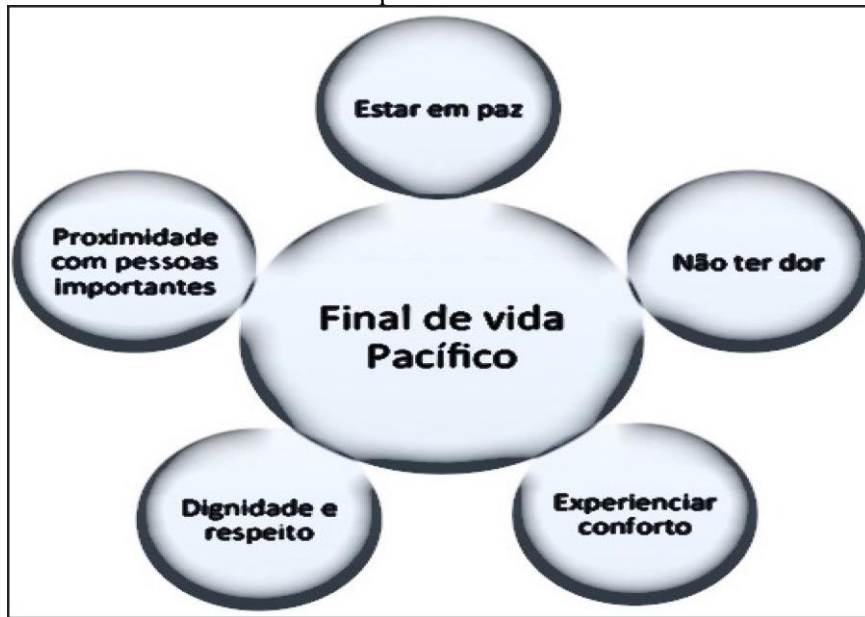 Estar em paz
Proximidade
com pessoas
importantes
Não ter dor
Final de vida
Pacífico
Dignidade e
respeito
Experienciar
conforto